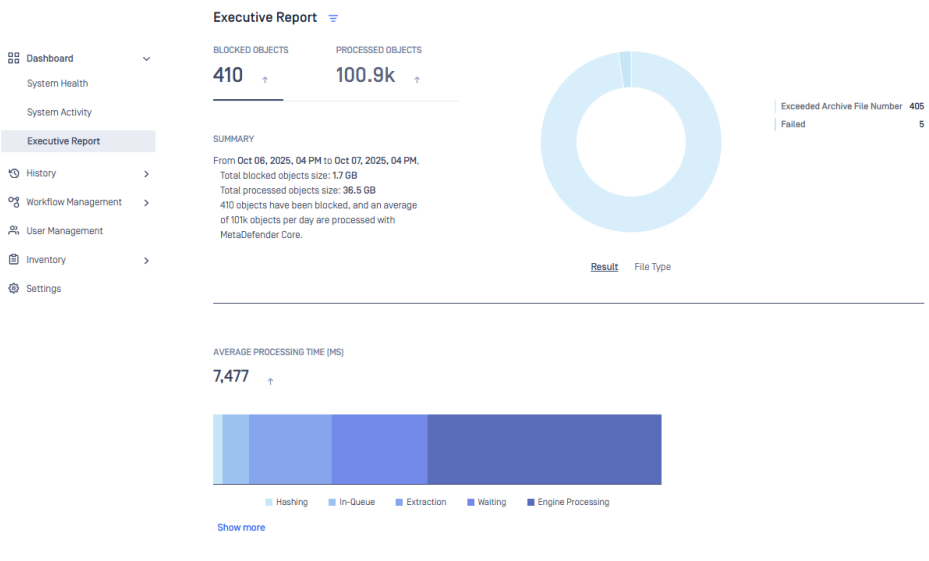 Executive Report
Dashboard
System Health
System Activity
Executive Report
History
Workflow Management
User Management
Inventory
Settings
BLOCKED OBJECTS
410
PROCESSED OBJECTS
100.9k
SUMMARY
From Oct 06, 2025, 04 PM to Oct 07, 2025, 04 PM,
Total blocked objects size: 1.7 GB
Total processed objects size: 36.5 GB
410 objects have been blocked, and an average
of 101k objects per day are processed with
MetaDefender Core.
Exceeded Archive File Number 405
Failed 5
Result File Type
AVERAGE PROCESSING TIME (MS)
7,477
Hashing In-Queue Extraction Waiting Engine Processing
Show more